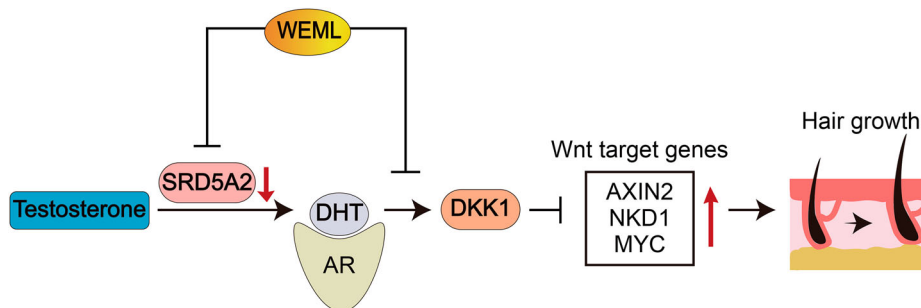 WEML
Hair growth
Wnt target genes
SRD5A2
Testosterone
DHT
DKK1
AXIN2
NKD1
MYC
AR